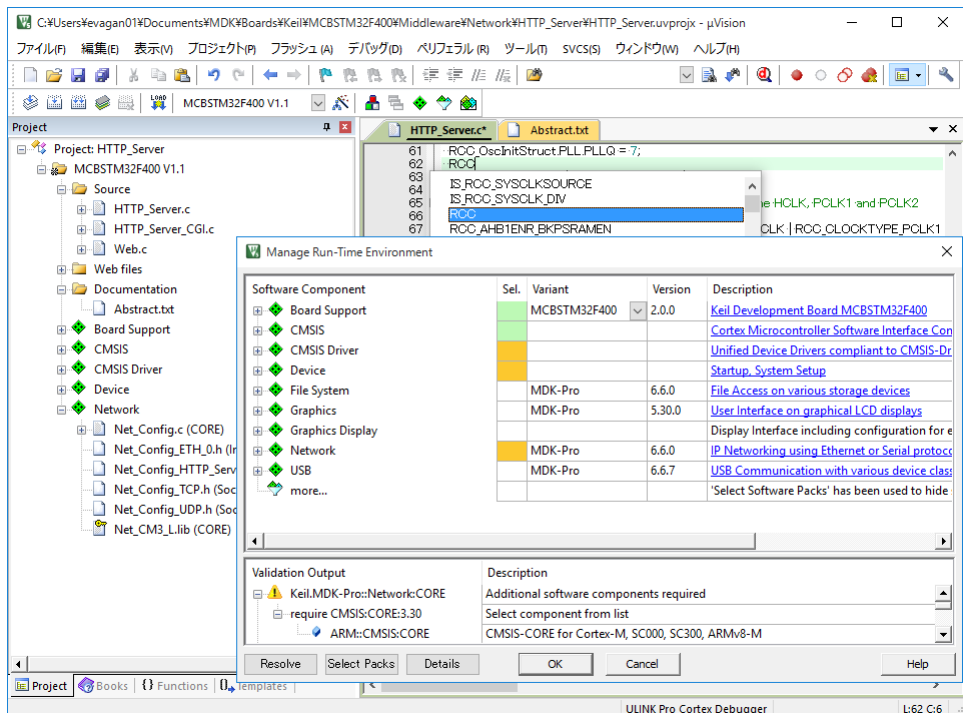 C:¥Users¥evagan01¥Documents¥MDK¥Boards¥Keil¥MCBSTM32F400¥Middleware¥Network¥HTTP_Server¥HTTP_Server.uvprojx - µVision
ファイル(F) 編集(E) 表示(V) プロジェクト(P) フラッシュ(A) デバッグ(D) ペリフェラル(R) ツール(T) SVCS(S) ウィンドウ(W) ヘルプ(H)
MCBSTM32F400 V1.1
Project
Project: HTTP_Server
MCBSTM32F400 V1.1
Source
HTTP_Server.c
HTTP_Server_CGI.c
Web.c
Web files
Documentation
Abstract.txt
Board Support
CMSIS
CMSIS Driver
Device
Network
Net_Config.c (CORE)
Net_Config_ETH_0.h (In
Net_Config_HTTP_Serv
Net_Config_TCP.h (Soc
Net_Config_UDP.h (Soc
Net_CM3_L.lib (CORE)
Project Books {} Functions Templates
HTTP_Server.c* Abstract.txt
61 RCC_OscInitStruct.PLL.PLLQ = 7;
62 RCC
63
64
65 e HCLK, PCLK1 and PCLK2
66
67 CLK | RCC_CLOCKTYPE_PCLK1
IS_RCC_SYSCLKSOURCE
IS_RCC_SYSCLK_DIV
RCC
RCC_AHB1ENR_BKPSRAMEN
Manage Run-Time Environment
Software Component Sel. Variant Version Description
Board Support MCBSTM32F400 2.0.0 Keil Development Board MCBSTM32F400
CMSIS Cortex Microcontroller Software Interface Con
CMSIS Driver Unified Device Drivers compliant to CMSIS-Dr
Device Startup, System Setup
File System MDK-Pro 6.6.0 File Access on various storage devices
Graphics MDK-Pro 5.30.0 User Interface on graphical LCD displays
Graphics Display Display Interface including configuration for e
Network MDK-Pro 6.6.0 IP Networking using Ethernet or Serial protoco
USB MDK-Pro 6.6.7 USB Communication with various device class
more... 'Select Software Packs' has been used to hide
Validation Output Description
Keil.MDK-Pro::Network:CORE Additional software components required
require CMSIS:CORE:3.30 Select component from list
ARM::CMSIS:CORE CMSIS-CORE for Cortex-M, SC000, SC300, ARMv8-M
Resolve Select Packs Details OK Cancel Help
ULINK Pro Cortex Debugger L:62 C:6